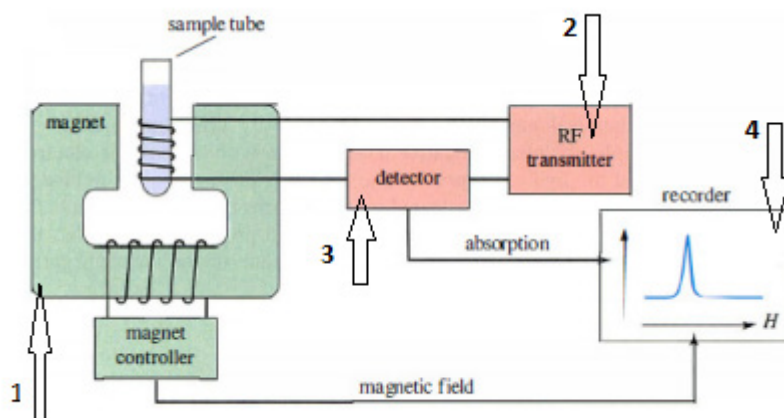 sample tube
2
magnet
RF
transmitter
4
detector
recorder
3
absorption
H
magnet
controller
1
magnetic field